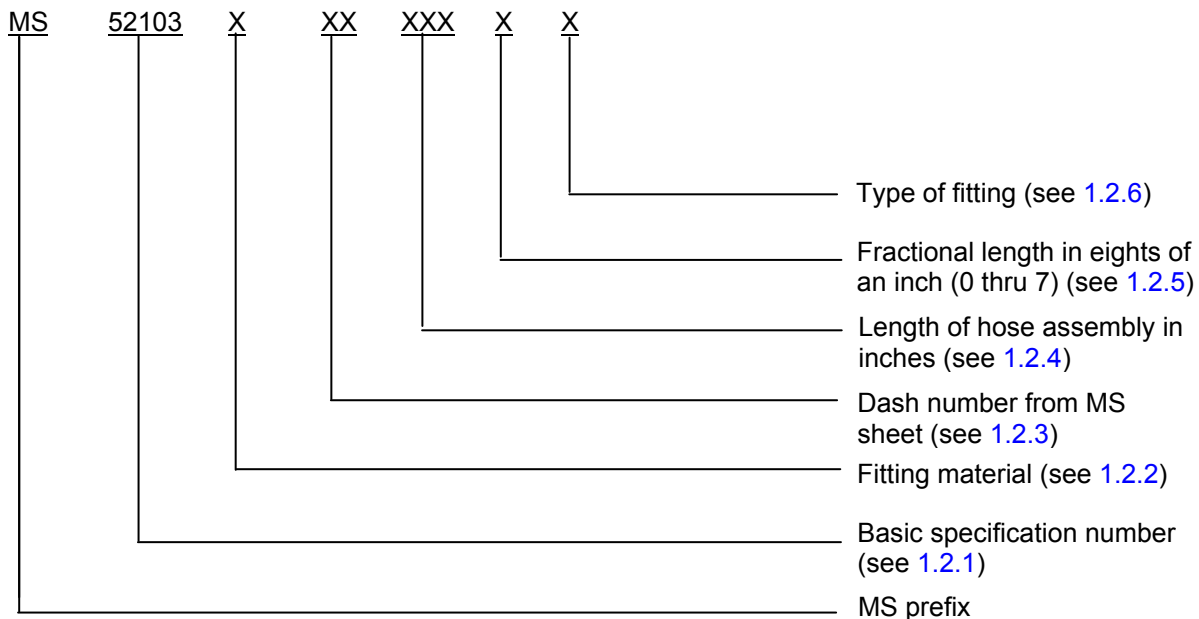 MS 52103 X XX XXX X X
Type of fitting (see 1.2.6)
Fractional length in eights of
an inch (0 thru 7) (see 1.2.5)
Length of hose assembly in
inches (see 1.2.4)
Dash number from MS
sheet (see 1.2.3)
Fitting material (see 1.2.2)
Basic specification number
(see 1.2.1)
MS prefix